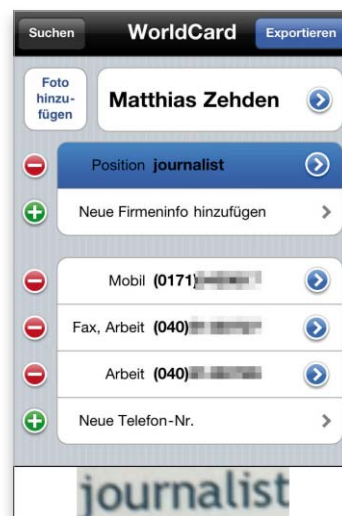 Suchen WorldCard Exportieren
Foto
hinzu-
fügen
Matthias Zehden
Position journalist
Neue Firmeninfo hinzufügen
Mobil (0171)
Fax, Arbeit (040)
Arbeit (040)
Neue Telefon-Nr.
journalist